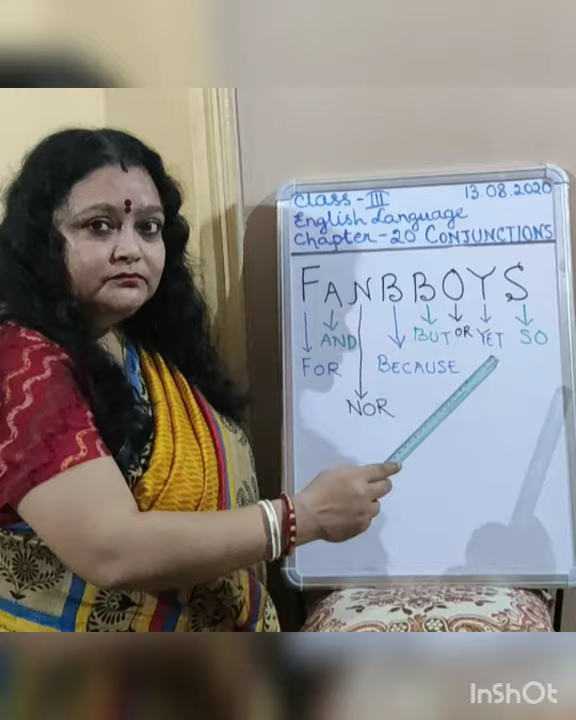 Class - III 13.08.2020
English Language
Chapter - 20 CONJUNCTIONS
FANBBOYS
AND BUT OR YET SO
FOR BECAUSE
NOR
InShOt